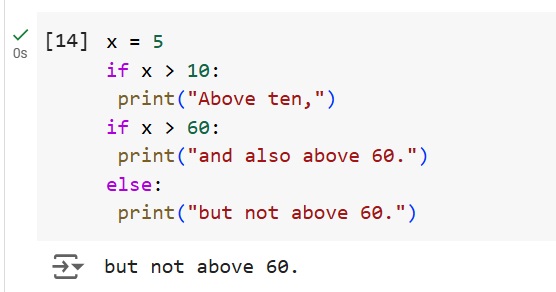 [14] x = 5
0s
if x > 10:
 print("Above ten,")
if x > 60:
 print("and also above 60.")
else:
 print("but not above 60.")
but not above 60.